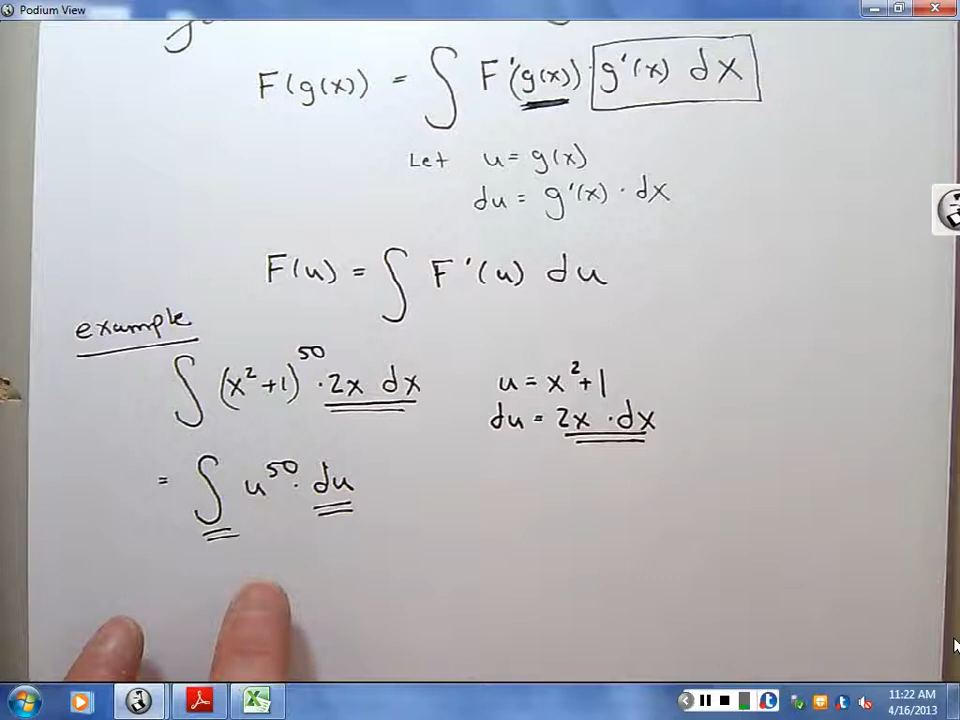 Podium View
F(g(x)) = ∫ F'(g(x)) · g'(x) dx
Let u = g(x)
du = g'(x) · dx
F(u) = ∫ F'(u) du
example
∫ (x²+1)⁵⁰ · 2x dx
u = x²+1
du = 2x · dx
= ∫ u⁵⁰ · du
11:22 AM
4/16/2013